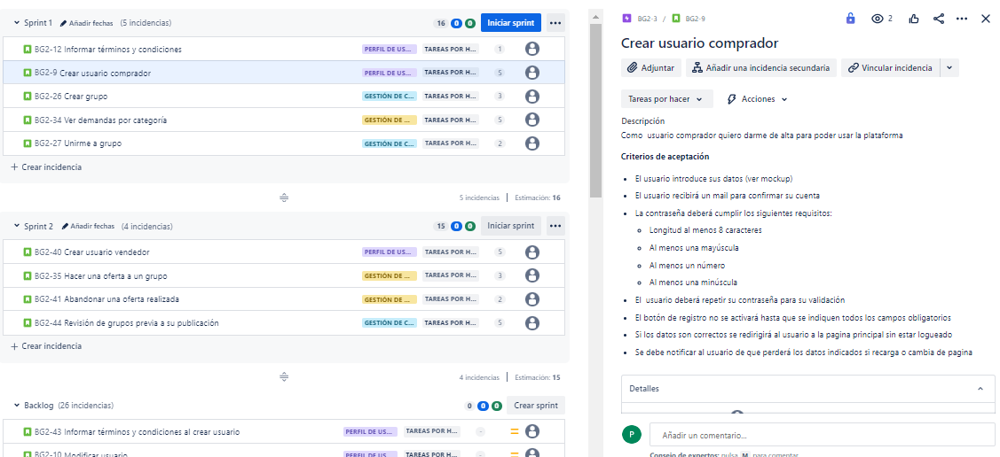 Sprint 1 Añadir fechas (5 incidencias) 16 0 0 Iniciar sprint
BG2-12 Informar términos y condiciones PERFIL DE US... TAREAS POR H... 1
BG2-9 Crear usuario comprador PERFIL DE US... TAREAS POR H... 5
BG2-26 Crear grupo GESTIÓN DE C... TAREAS POR H... 3
BG2-34 Ver demandas por categoría GESTIÓN DE ... TAREAS POR H... 5
BG2-27 Unirme a grupo GESTIÓN DE C... TAREAS POR H... 2
+ Crear incidencia
5 incidencias | Estimación: 16
Sprint 2 Añadir fechas (4 incidencias) 15 0 0 Iniciar sprint
BG2-40 Crear usuario vendedor PERFIL DE US... TAREAS POR H... 5
BG2-35 Hacer una oferta a un grupo GESTIÓN DE ... TAREAS POR H... 3
BG2-41 Abandonar una oferta realizada GESTIÓN DE ... TAREAS POR H... 2
BG2-44 Revisión de grupos previa a su publicación GESTIÓN DE C... TAREAS POR H... 5
+ Crear incidencia
4 incidencias | Estimación: 15
Backlog (26 incidencias) 0 0 0 Crear sprint
BG2-43 Informar términos y condiciones al crear usuario PERFIL DE US... TAREAS POR H... -
BG2-10 Modificar usuario PERFIL DE US... TAREAS POR H...
BG2-3 / BG2-9 2
Crear usuario comprador
Adjuntar Añadir una incidencia secundaria Vincular incidencia
Tareas por hacer Acciones
Descripción
Como usuario comprador quiero darme de alta para poder usar la plataforma
Criterios de aceptación
• El usuario introduce sus datos (ver mockup)
• El usuario recibirá un mail para confirmar su cuenta
• La contraseña deberá cumplir los siguientes requisitos:
◦ Longitud al menos 8 caracteres
◦ Al menos una mayúscula
◦ Al menos un número
◦ Al menos una minúscula
• El usuario deberá repetir su contraseña para su validación
• El botón de registro no se activará hasta que se indiquen todos los campos obligatorios
• Si los datos son correctos se redirigirá al usuario a la pagina principal sin estar logueado
• Se debe notificar al usuario de que perderá los datos indicados si recarga o cambia de pagina
Detalles
P Añadir un comentario...
Consejo de expertos: pulsa M para comentar